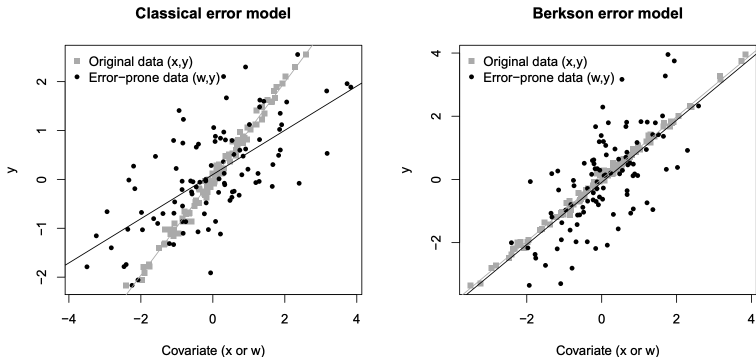 Classical error model
Original data (x,y)
Error−prone data (w,y)
y
2
1
0
−1
−2
−4
−2
0
2
4
Covariate (x or w)
Berkson error model
Original data (x,y)
Error−prone data (w,y)
y
4
2
0
−2
−2
0
2
4
Covariate (x or w)